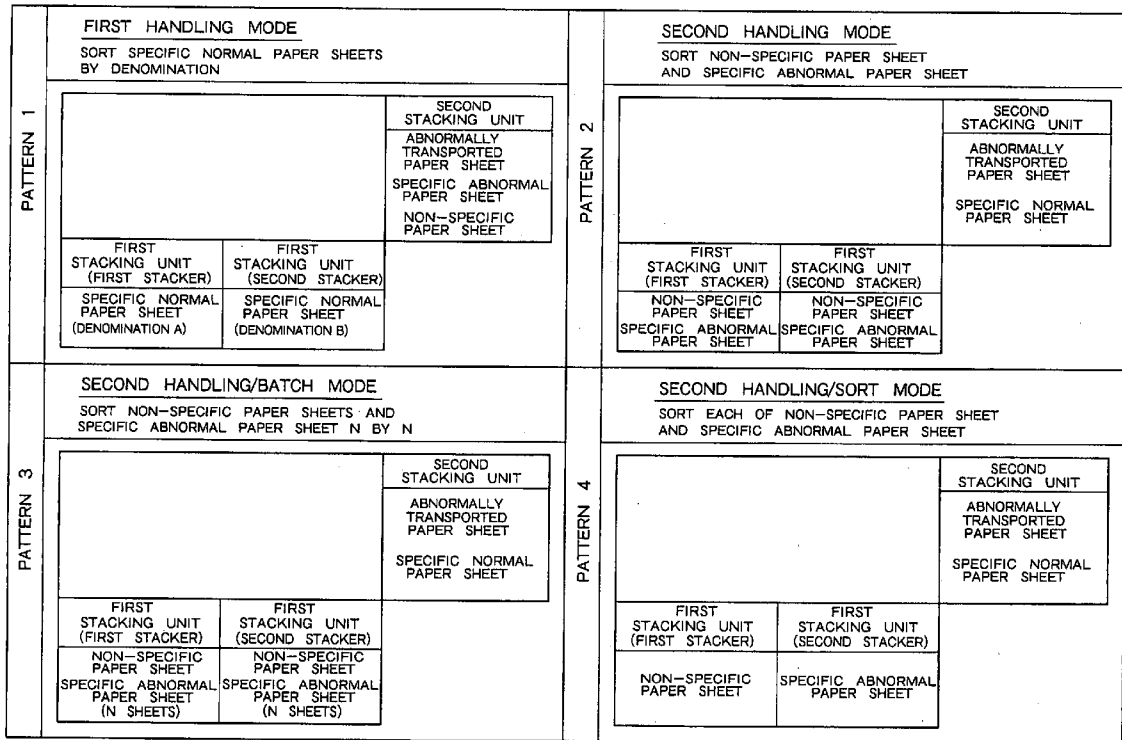 PATTERN 1
FIRST HANDLING MODE
SORT SPECIFIC NORMAL PAPER SHEETS
BY DENOMINATION
SECOND
STACKING UNIT
ABNORMALLY
TRANSPORTED
PAPER SHEET
SPECIFIC ABNORMAL
PAPER SHEET
NON-SPECIFIC
PAPER SHEET
FIRST
STACKING UNIT
(FIRST STACKER)
FIRST
STACKING UNIT
(SECOND STACKER)
SPECIFIC NORMAL
PAPER SHEET
(DENOMINATION A)
SPECIFIC NORMAL
PAPER SHEET
(DENOMINATION B)
PATTERN 2
SECOND HANDLING MODE
SORT NON-SPECIFIC PAPER SHEET
AND SPECIFIC ABNORMAL PAPER SHEET
SECOND
STACKING UNIT
ABNORMALLY
TRANSPORTED
PAPER SHEET
SPECIFIC NORMAL
PAPER SHEET
FIRST
STACKING UNIT
(FIRST STACKER)
FIRST
STACKING UNIT
(SECOND STACKER)
NON-SPECIFIC
PAPER SHEET
SPECIFIC ABNORMAL
PAPER SHEET
NON-SPECIFIC
PAPER SHEET
SPECIFIC ABNORMAL
PAPER SHEET
PATTERN 3
SECOND HANDLING/BATCH MODE
SORT NON-SPECIFIC PAPER SHEETS AND
SPECIFIC ABNORMAL PAPER SHEET N BY N
SECOND
STACKING UNIT
ABNORMALLY
TRANSPORTED
PAPER SHEET
SPECIFIC NORMAL
PAPER SHEET
FIRST
STACKING UNIT
(FIRST STACKER)
FIRST
STACKING UNIT
(SECOND STACKER)
NON-SPECIFIC
PAPER SHEET
SPECIFIC ABNORMAL
PAPER SHEET
(N SHEETS)
NON-SPECIFIC
PAPER SHEET
SPECIFIC ABNORMAL
PAPER SHEET
(N SHEETS)
PATTERN 4
SECOND HANDLING/SORT MODE
SORT EACH OF NON-SPECIFIC PAPER SHEET
AND SPECIFIC ABNORMAL PAPER SHEET
SECOND
STACKING UNIT
ABNORMALLY
TRANSPORTED
PAPER SHEET
SPECIFIC NORMAL
PAPER SHEET
FIRST
STACKING UNIT
(FIRST STACKER)
FIRST
STACKING UNIT
(SECOND STACKER)
NON-SPECIFIC
PAPER SHEET
SPECIFIC ABNORMAL
PAPER SHEET